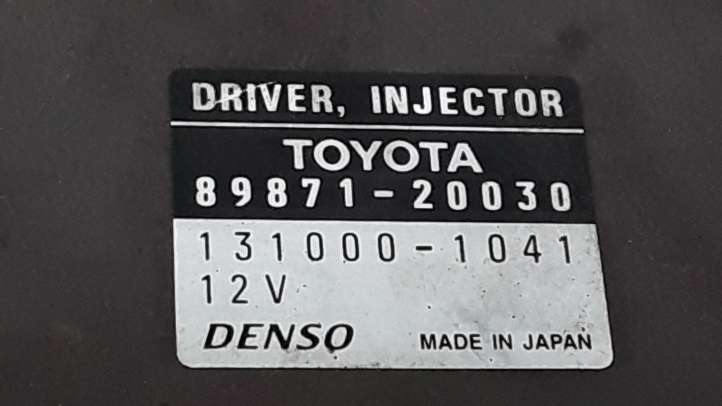 DRIVER, INJECTOR
TOYOTA
89871-20030
131000-1041
12V
DENSO MADE IN JAPAN